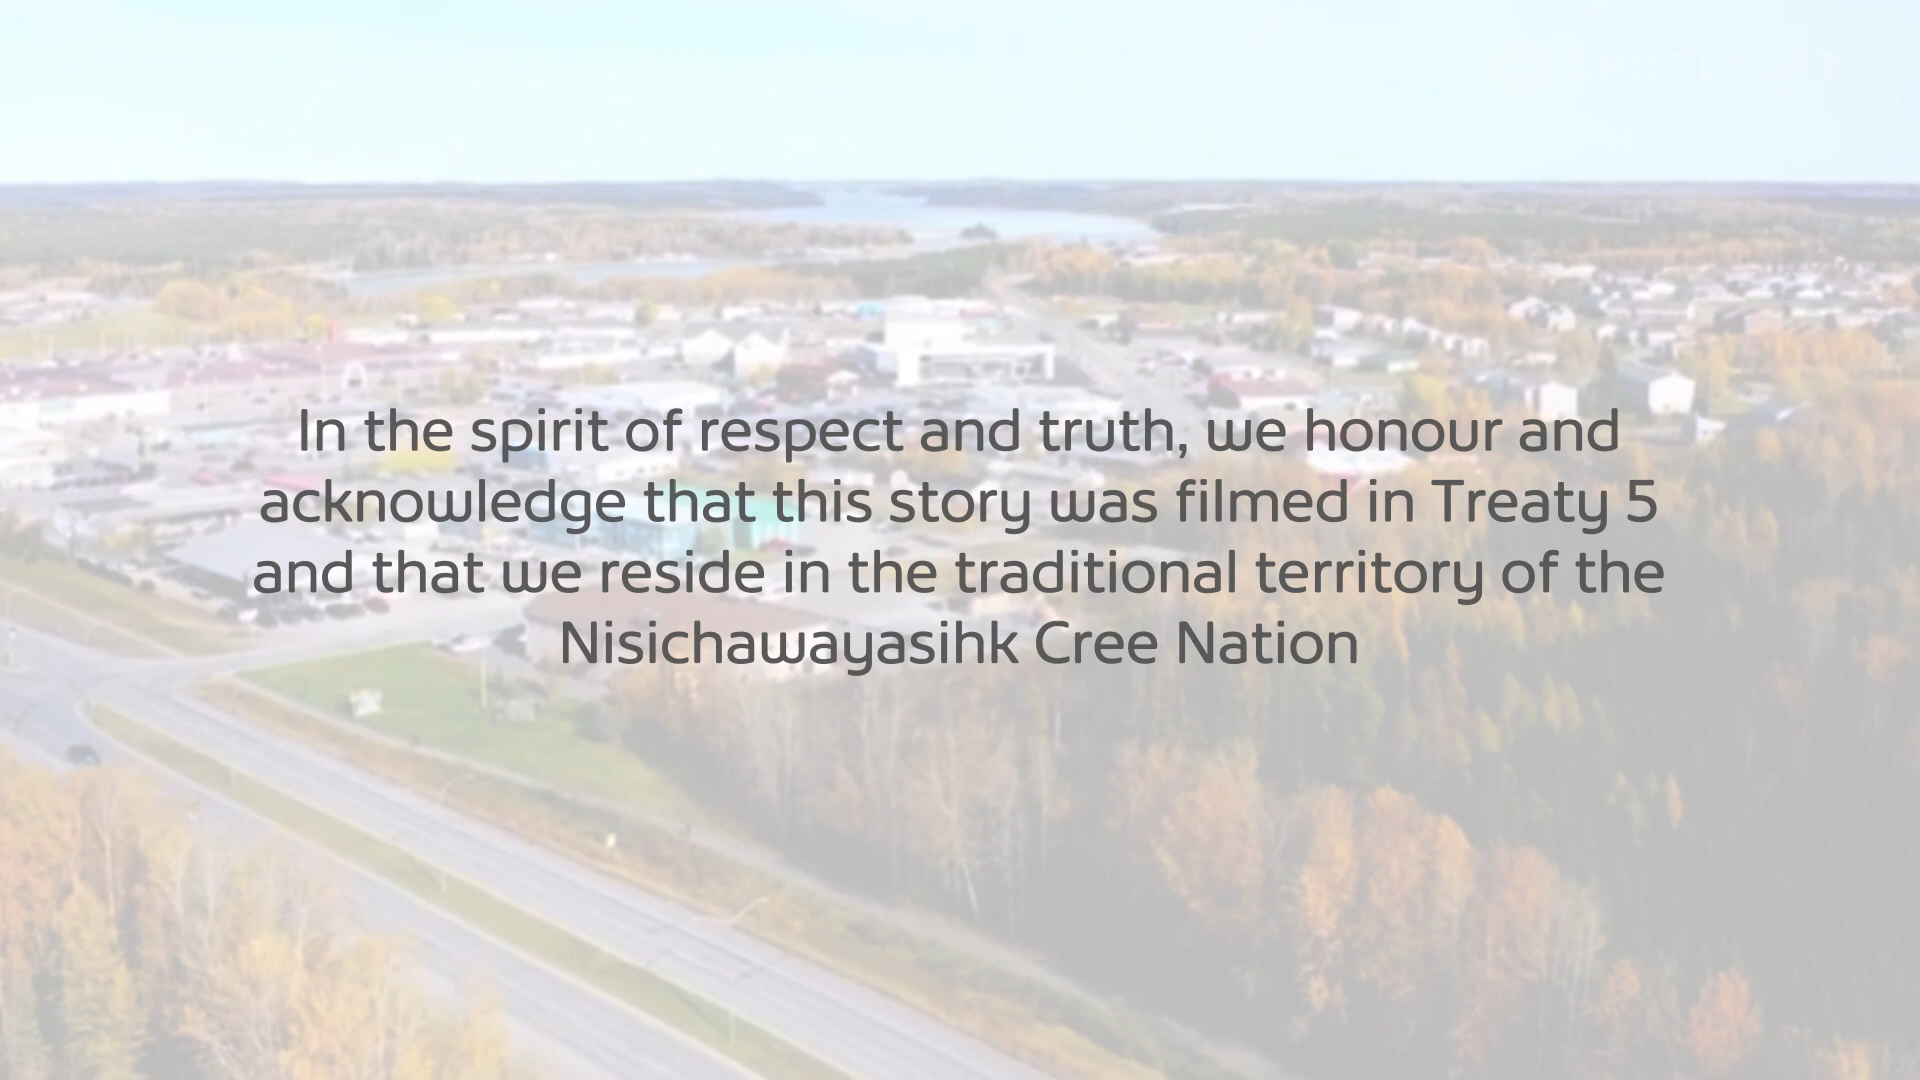 SPOTLIGHT
In the spirit of respect and truth, we honour and
acknowledge that this story was filmed in Treaty 5
and that we reside in the traditional territory of the
Nisichawayasihk Cree Nation